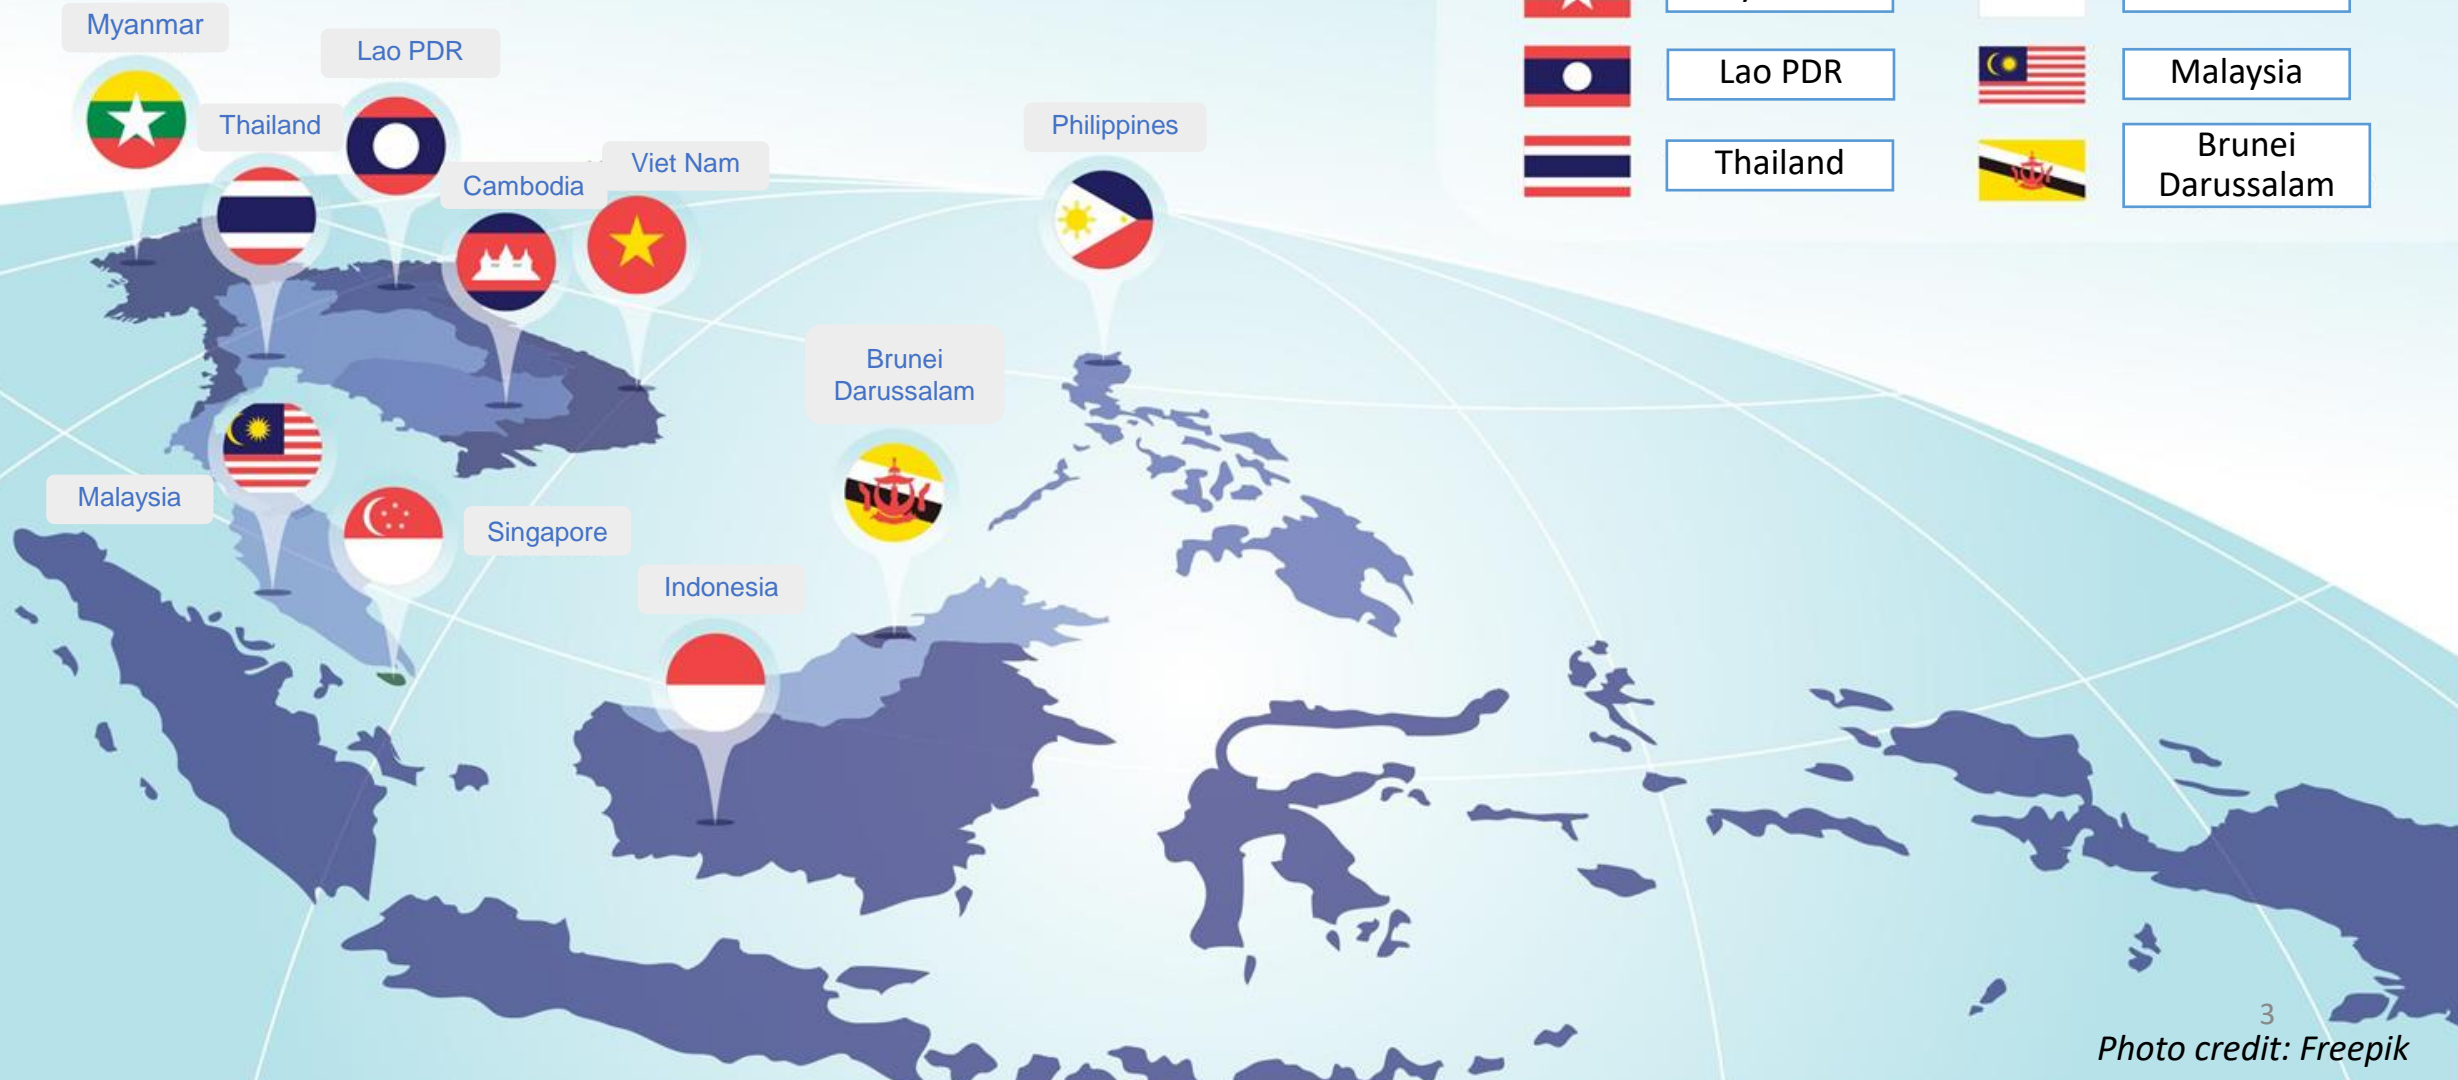 Myanmar
Lao PDR
Thailand
Cambodia
Viet Nam
Philippines
Brunei
Darussalam
Malaysia
Singapore
Indonesia
Lao PDR
Malaysia
Thailand
Brunei
Darussalam
3
Photo credit: Freepik